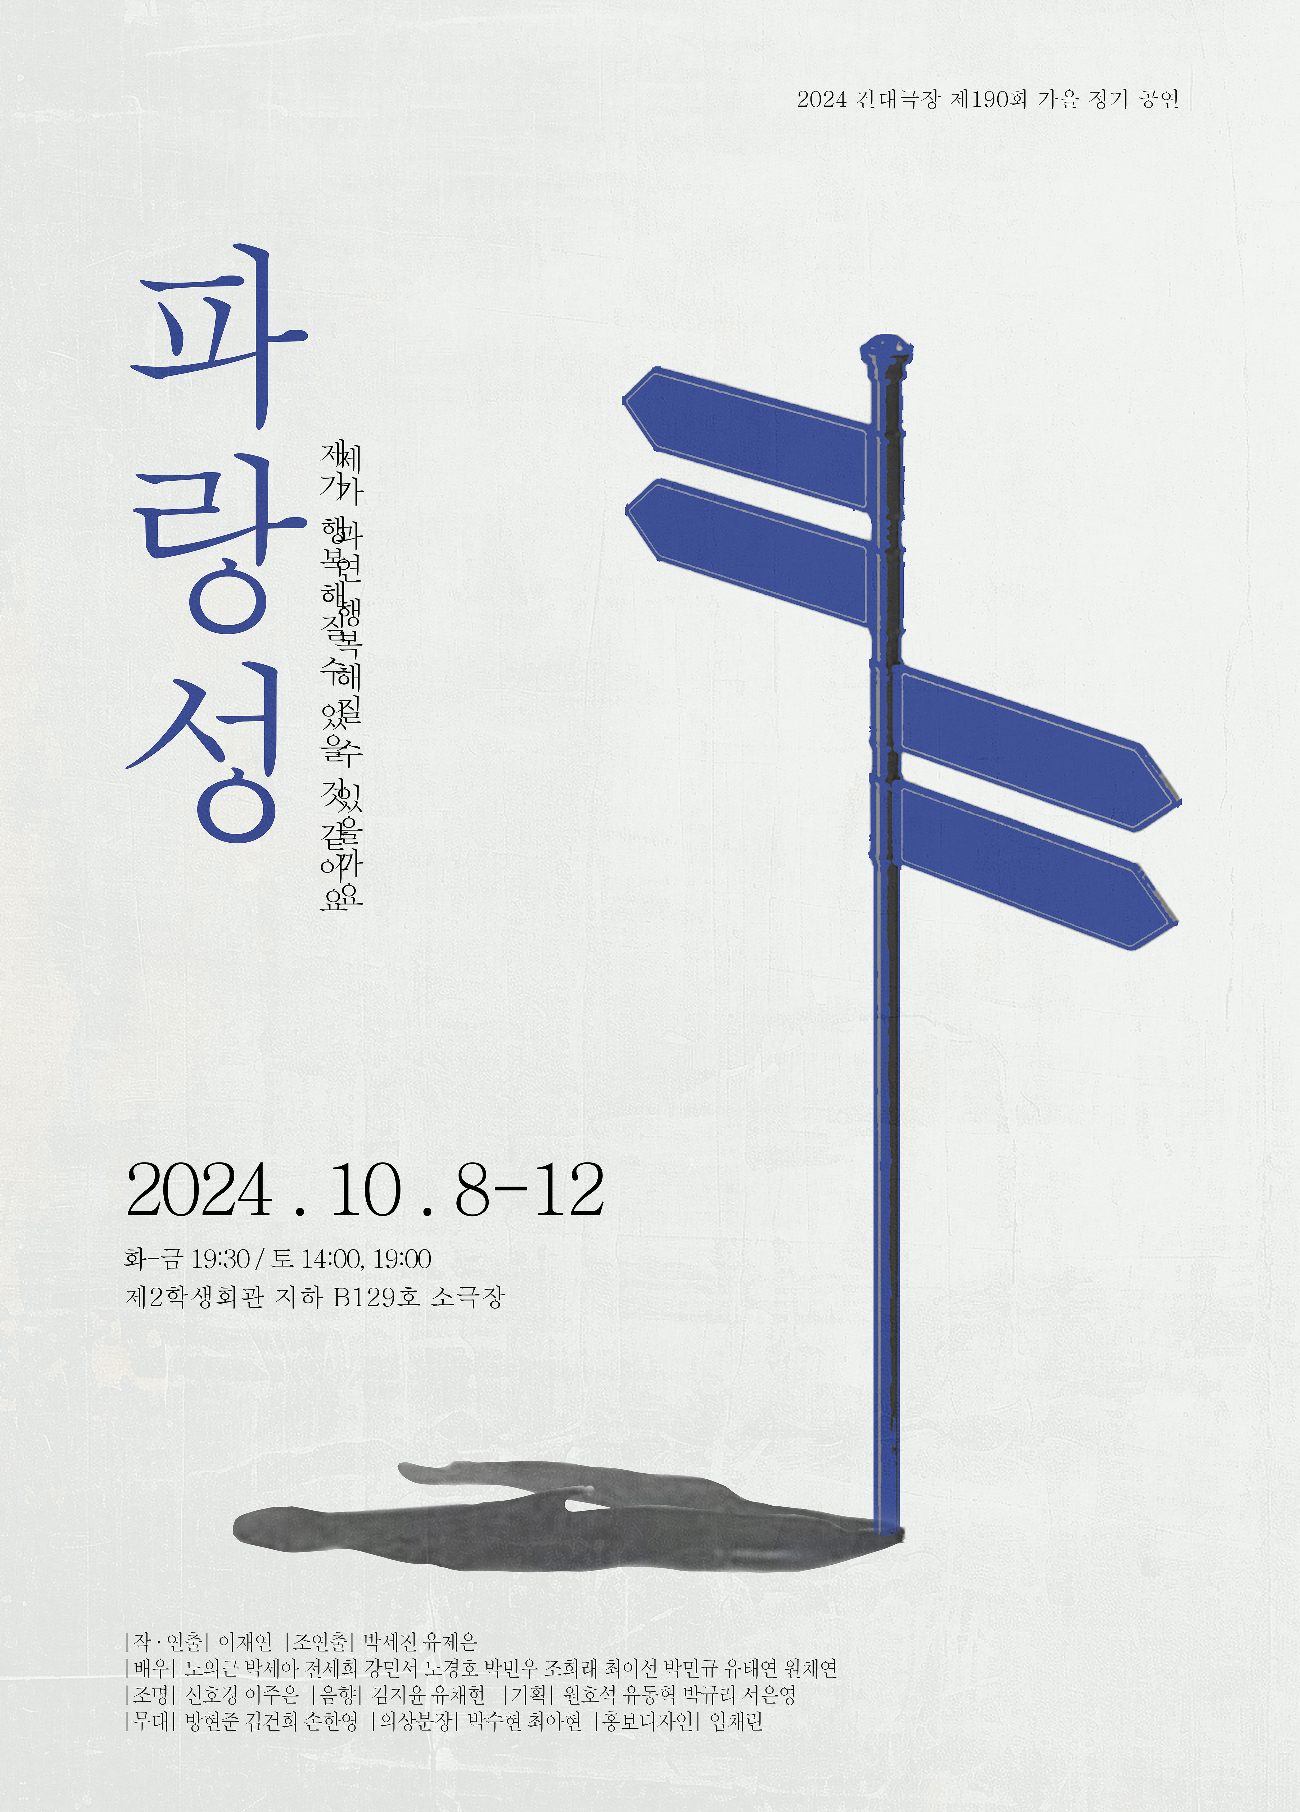 2024 건대극장 제190회 가을 정기 공연
파랑성
제가 행복해질 수 있을 것 같아요
제가 과연 행복해질 수 있을까요
2024 . 10 . 8-12
화-금 19:30 / 토 14:00, 19:00
제2학생회관 지하 B129호 소극장
|작·연출| 이재인 |조연출| 박세진 유제은
|배우| 노의근 박세아 전세희 강민서 노경호 박민우 조희래 최이선 박민규 유태연 원채연
|조명| 신호경 이주은 |음향| 김지윤 유채현 |기획| 원호석 유동혁 박규리 서은영
|무대| 방현준 김건희 손한영 |의상분장| 박수현 최아현 |홍보디자인| 임채린